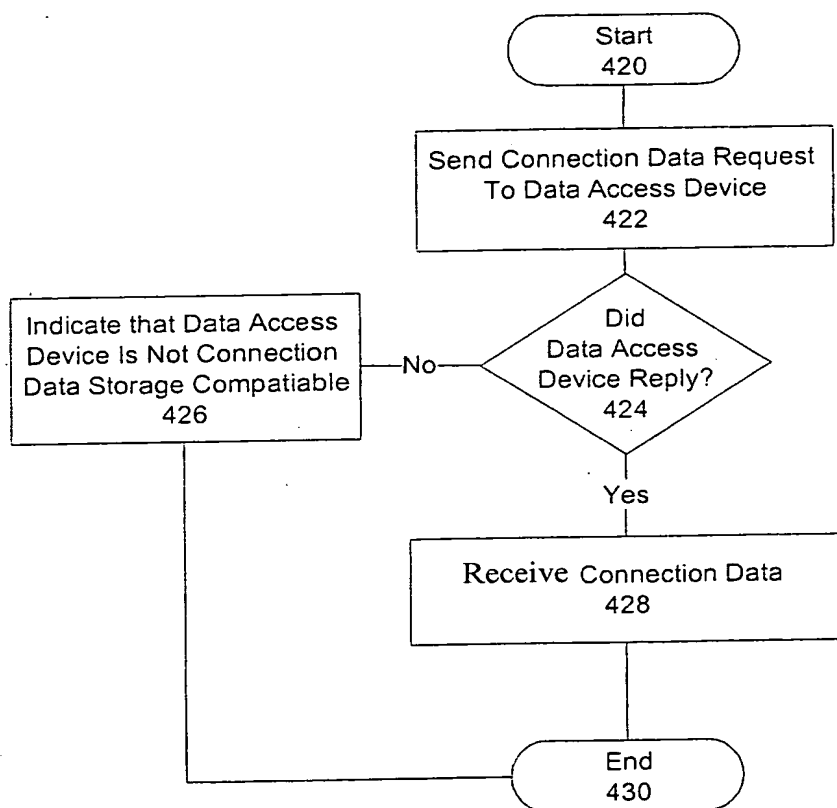 Start
420
Send Connection Data Request
To Data Access Device
422
Did
Data Access
Device Reply?
424
No
Indicate that Data Access
Device Is Not Connection
Data Storage Compatiable
426
Yes
Receive Connection Data
428
End
430